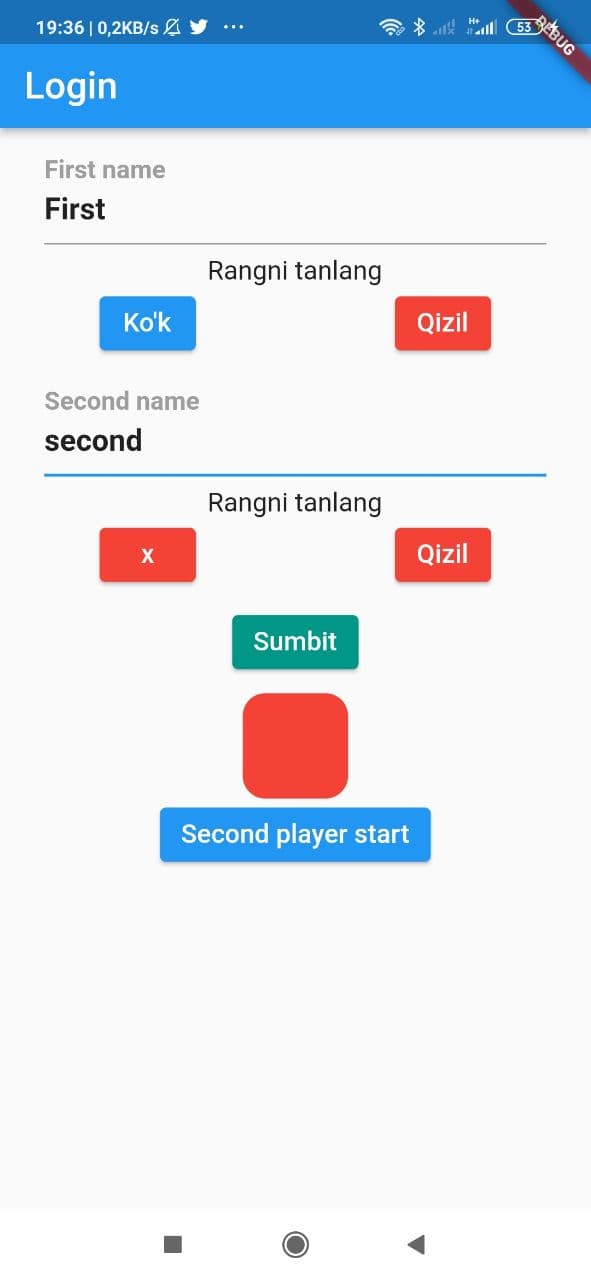 19:36 | 0,2KB/s ...
H+
53
DEBUG
Login
First name
First
Rangni tanlang
Ko'k Qizil
Second name
second
Rangni tanlang
x Qizil
Sumbit
Second player start